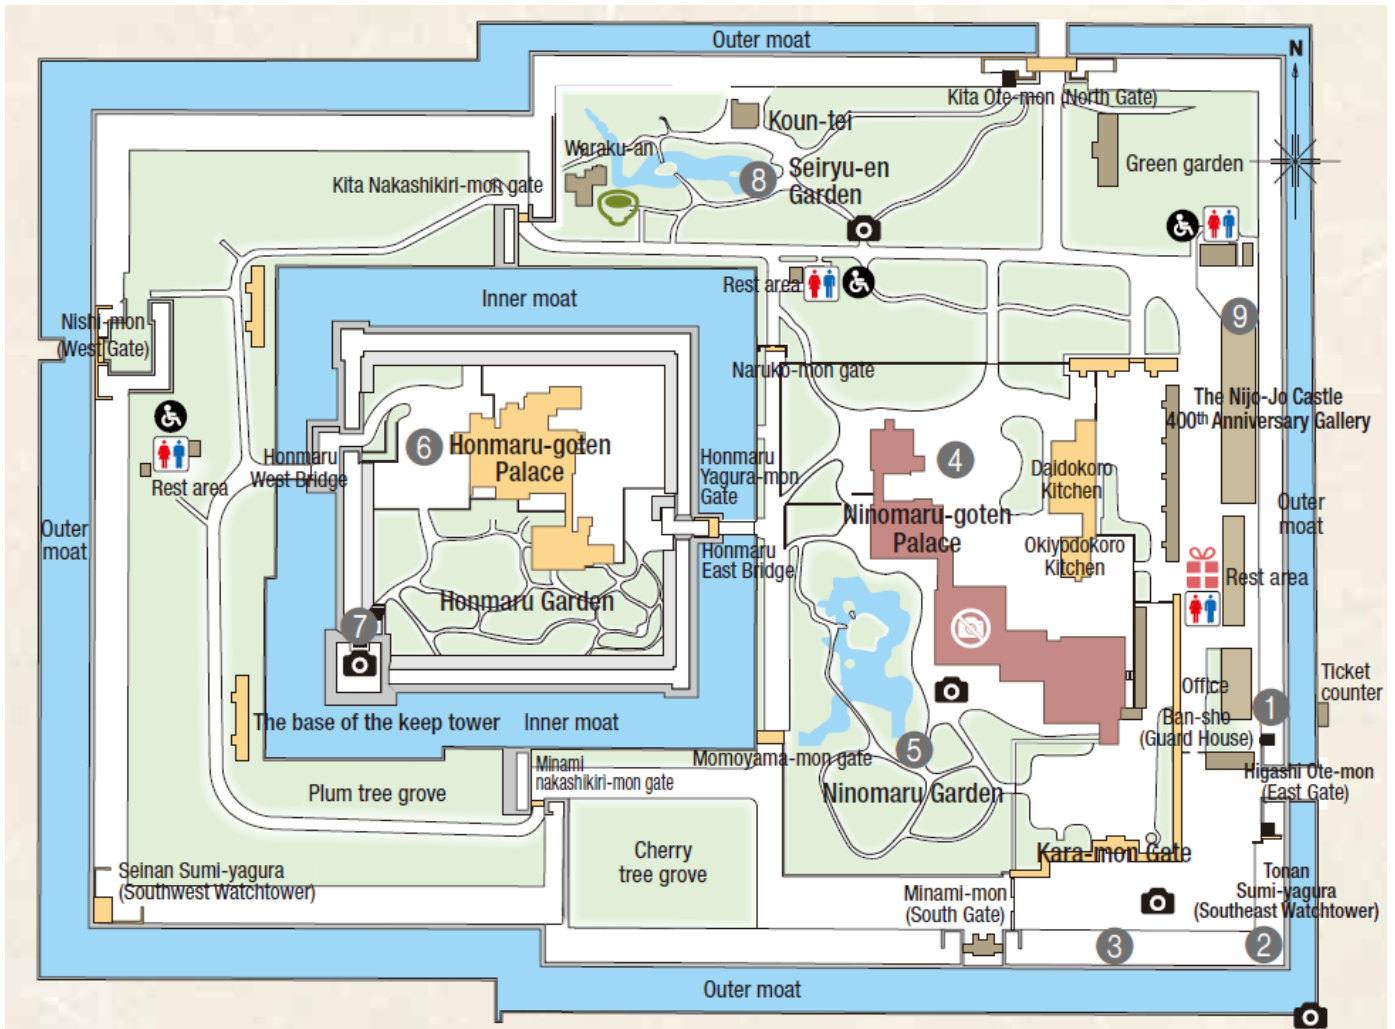 Outer moat
N
Kita Ote-mon (North Gate)
Koun-tei
Waraku-an
Green garden
8
Seiryu-en
Garden
Kita Nakashikiri-mon gate
Rest area
Inner moat
9
Nishi-mon
(West Gate)
Naruko-mon gate
The Nijo-Jo Castle
400th Anniversary Gallery
6
Honmaru-goten
Palace
Honmaru
West Bridge
Rest area
Honmaru
Yagura-mon
Gate
4
Daidokoro
Kitchen
Outer
moat
Ninomaru-goten
Palace
Outer
moat
Honmaru
East Bridge
Okiyodokoro
Kitchen
Rest area
Honmaru Garden
7
Office
Ticket
counter
1
Ban-sho
(Guard House)
The base of the keep tower
Inner moat
5
Momoyama-mon gate
Minami
nakashikiri-mon gate
Higashi Ote-mon
(East Gate)
Plum tree grove
Ninomaru Garden
Cherry
tree grove
Kara-mon Gate
Seinan Sumi-yagura
(Southwest Watchtower)
Minami-mon
(South Gate)
Tonan
Sumi-yagura
(Southeast Watchtower)
3
2
Outer moat